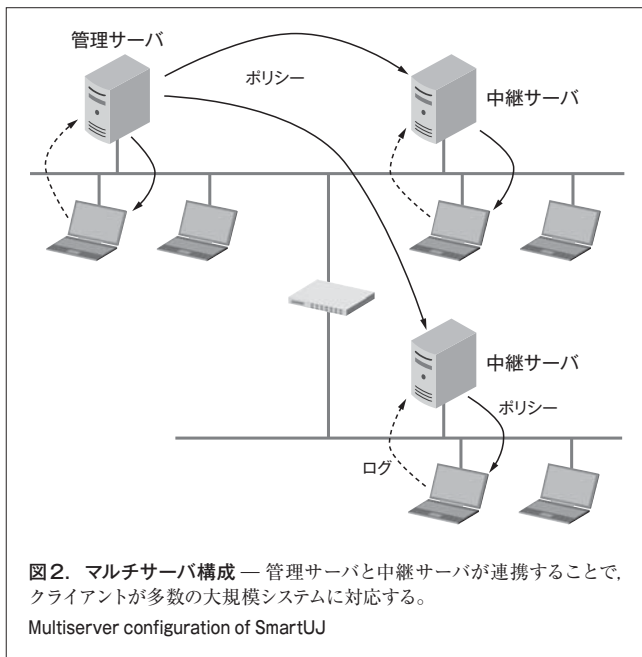 管理サーバ
ポリシー
中継サーバ
中継サーバ
ポリシー
ログ
図2. マルチサーバ構成 — 管理サーバと中継サーバが連携することで,
クライアントが多数の大規模システムに対応する。
Multiserver configuration of SmartUJ